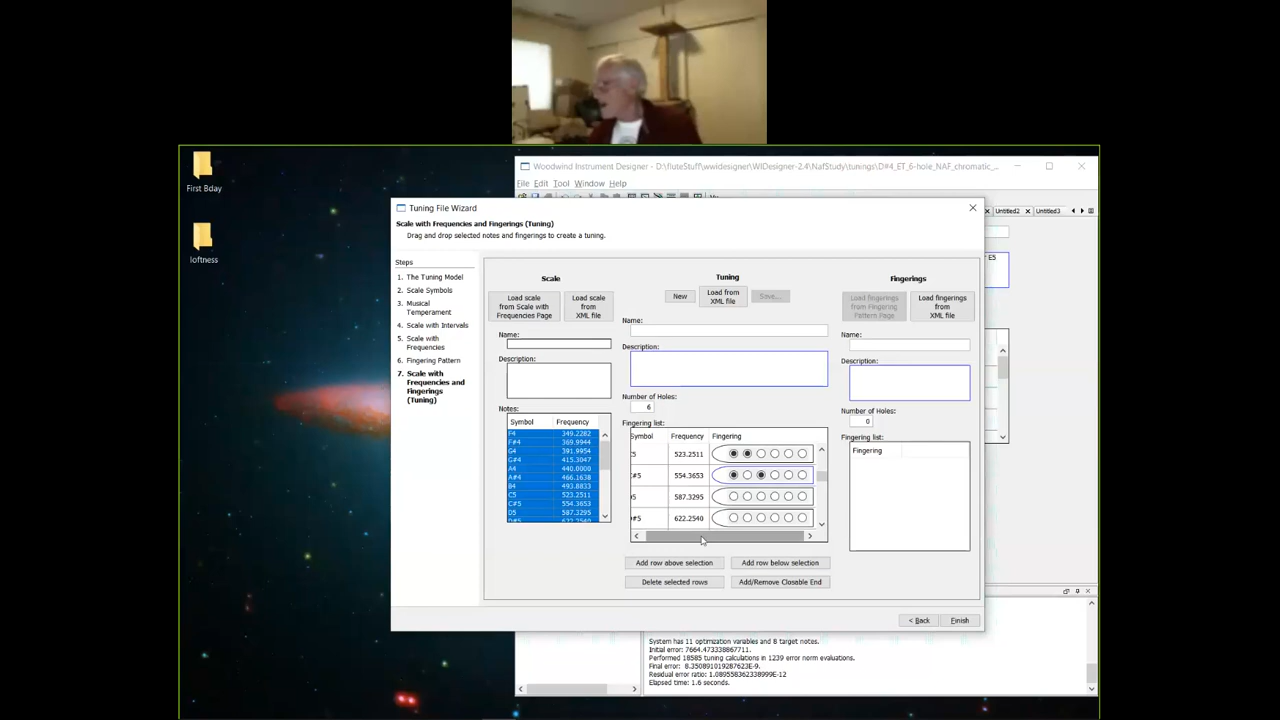 First Bday
loftness
Woodwind Instrument Designer - D:\fluteStuff\wwidesigner\WIDesigner-2.4\NafStudy\tunings\D#4_ET_6-hole_NAF_chromatic_...
File Edit Tool Window Help
Untitled2
Untitled3
E5
Tuning File Wizard
Scale with Frequencies and Fingerings (Tuning)
Drag and drop selected notes and fingerings to create a tuning.
Steps
1. The Tuning Model
2. Scale Symbols
3. Musical
Temperament
4. Scale with Intervals
5. Scale with
Frequencies
6. Fingering Pattern
7. Scale with
Frequencies and
Fingerings
(Tuning)
Scale
Load scale
from Scale with
Frequencies Page
Load scale
from
XML file
Name:
Description:
Notes:
Symbol Frequency
F4 349.2282
F#4 369.9944
G4 391.9954
G#4 415.3047
A4 440.0000
A#4 466.1638
B4 493.8833
C5 523.2511
C#5 554.3653
D5 587.3295
D#5 622.2540
Tuning
New
Load from
XML file
Save...
Name:
Description:
Number of Holes:
6
Fingering list:
Symbol Frequency Fingering
C5 523.2511
C#5 554.3653
D5 587.3295
D#5 622.2540
Add row above selection
Add row below selection
Delete selected rows
Add/Remove Closable End
Fingerings
Load fingerings
from Fingering
Pattern Page
Load fingerings
from
XML file
Name:
Description:
Number of Holes:
0
Fingering list:
Fingering
< Back
Finish
System has 11 optimization variables and 8 target notes.
Initial error: 7664.473338867711.
Performed 18585 tuning calculations in 1239 error norm evaluations.
Final error: 8.350891019287623E-9.
Residual error ratio: 1.089558362338999E-12
Elapsed time: 1.6 seconds.